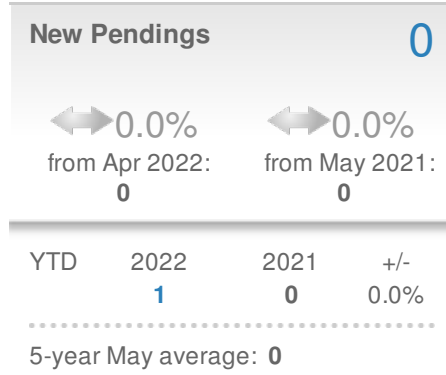 New Pendings 0
0.0% 0.0%
from Apr 2022: from May 2021:
0 0
YTD 2022 2021 +/-
1 0 0.0%
5-year May average: 0